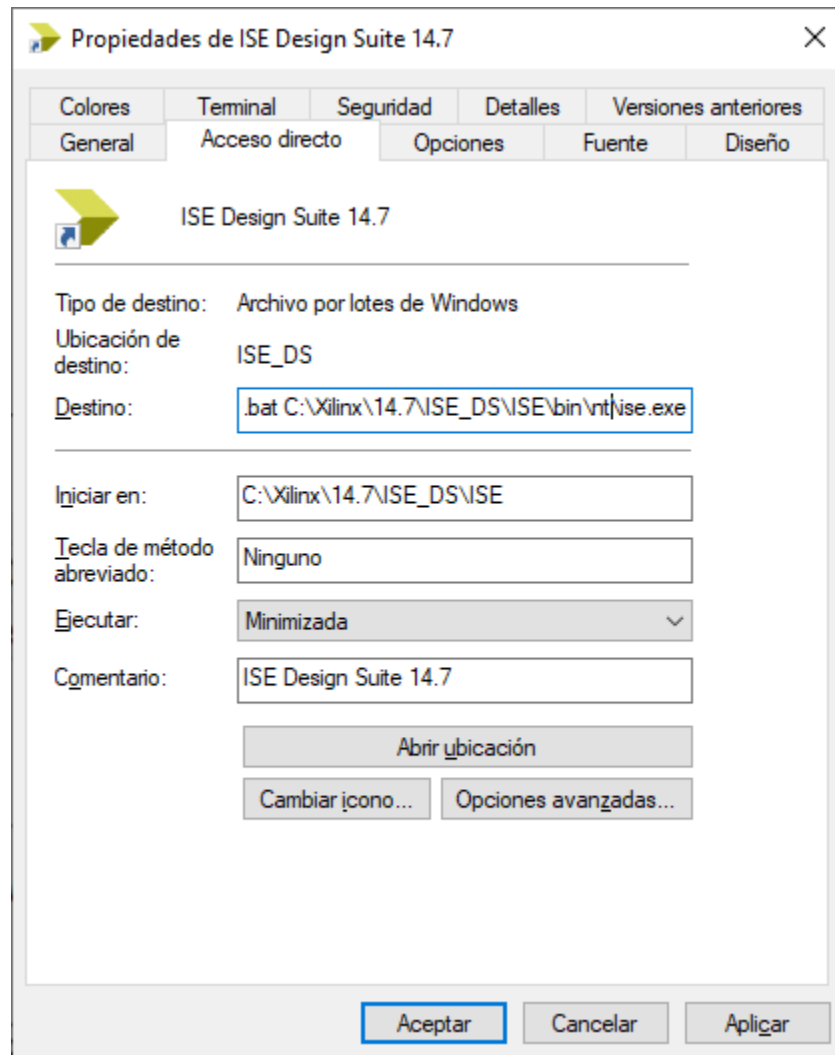 Propiedades de ISE Design Suite 14.7
Colores Terminal Seguridad Detalles Versiones anteriores
General Acceso directo Opciones Fuente Diseño
ISE Design Suite 14.7
Tipo de destino: Archivo por lotes de Windows
Ubicación de
destino: ISE_DS
Destino: .bat C:\Xilinx\14.7\ISE_DS\ISE\bin\nt\ise.exe
Iniciar en: C:\Xilinx\14.7\ISE_DS\ISE
Tecla de método
abreviado: Ninguno
Ejecutar: Minimizada
Comentario: ISE Design Suite 14.7
Abrir ubicación
Cambiar icono... Opciones avanzadas...
Aceptar Cancelar Aplicar